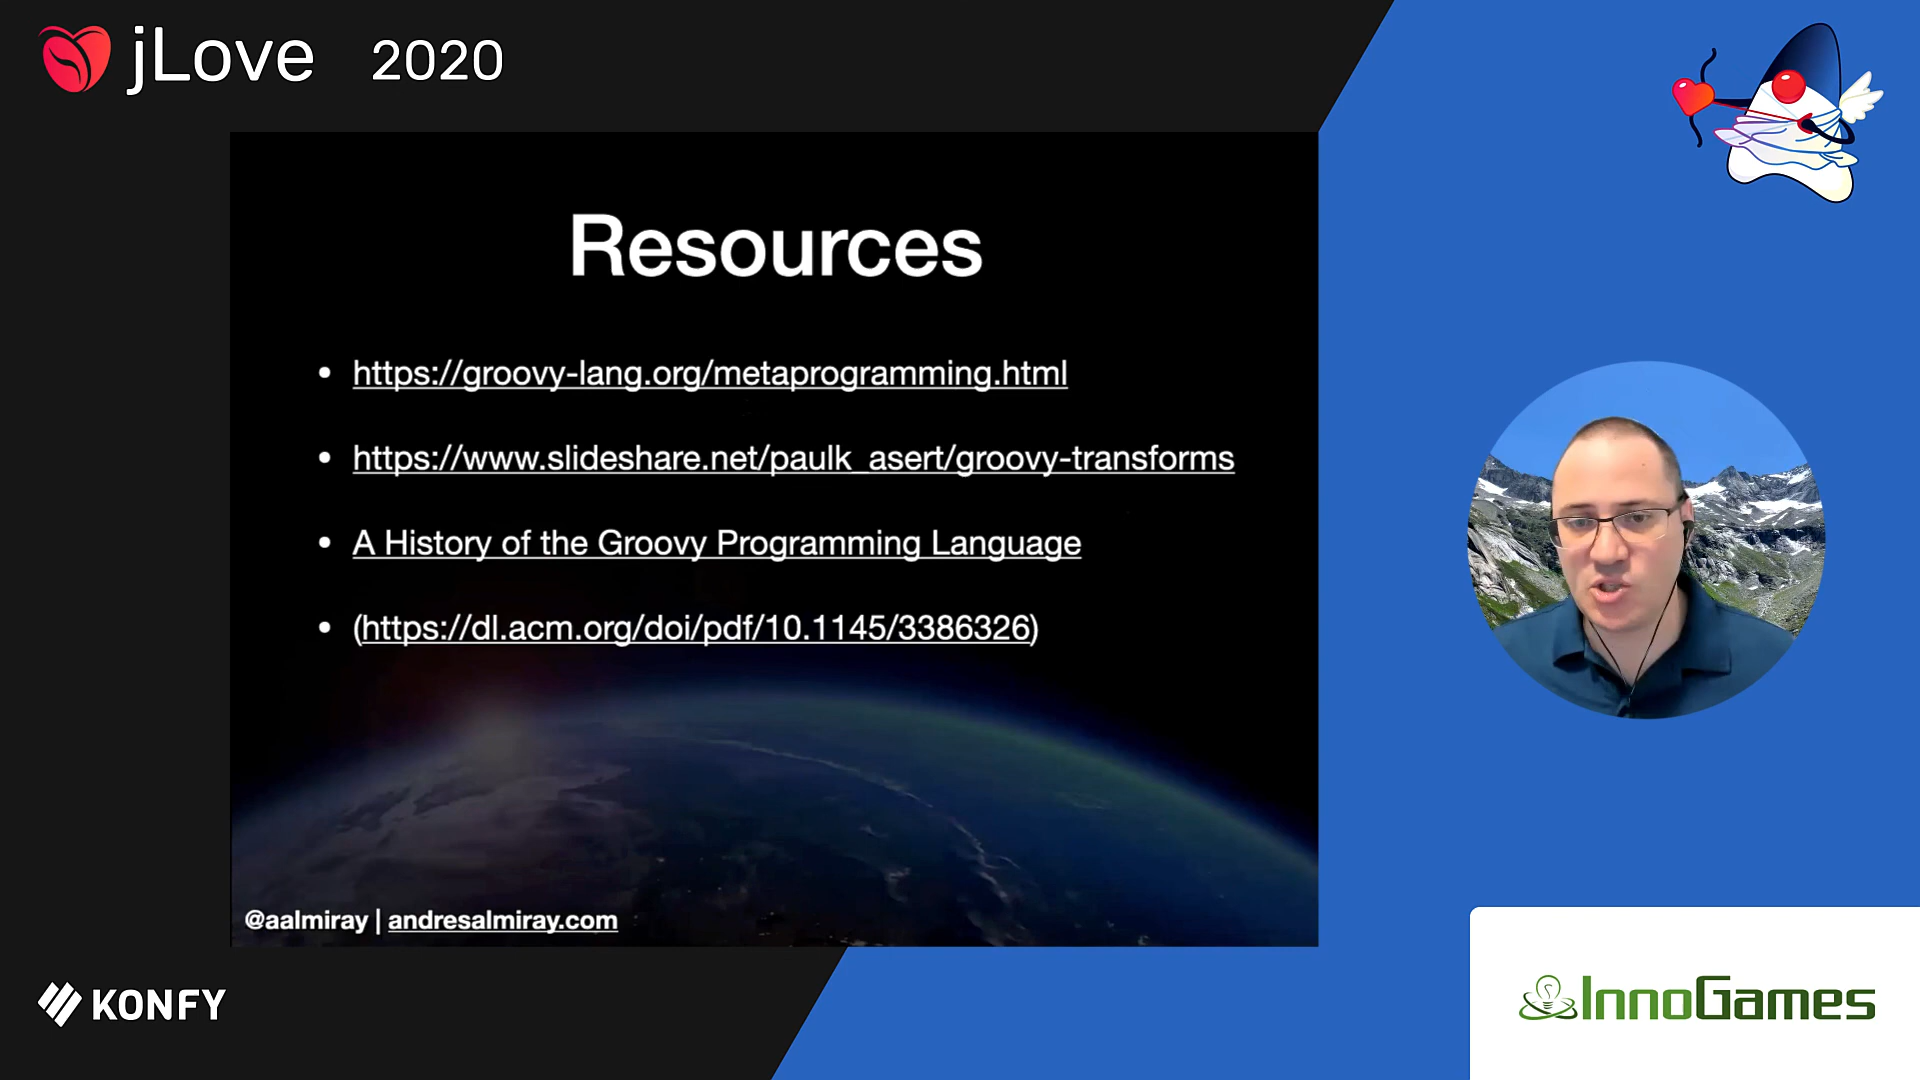 jLove 2020
Resources
• https://groovy-lang.org/metaprogramming.html
• https://www.slideshare.net/paulk_asert/groovy-transforms
• A History of the Groovy Programming Language
• (https://dl.acm.org/doi/pdf/10.1145/3386326)
@aalmiray | andresalmiray.com
KONFY
InnoGames